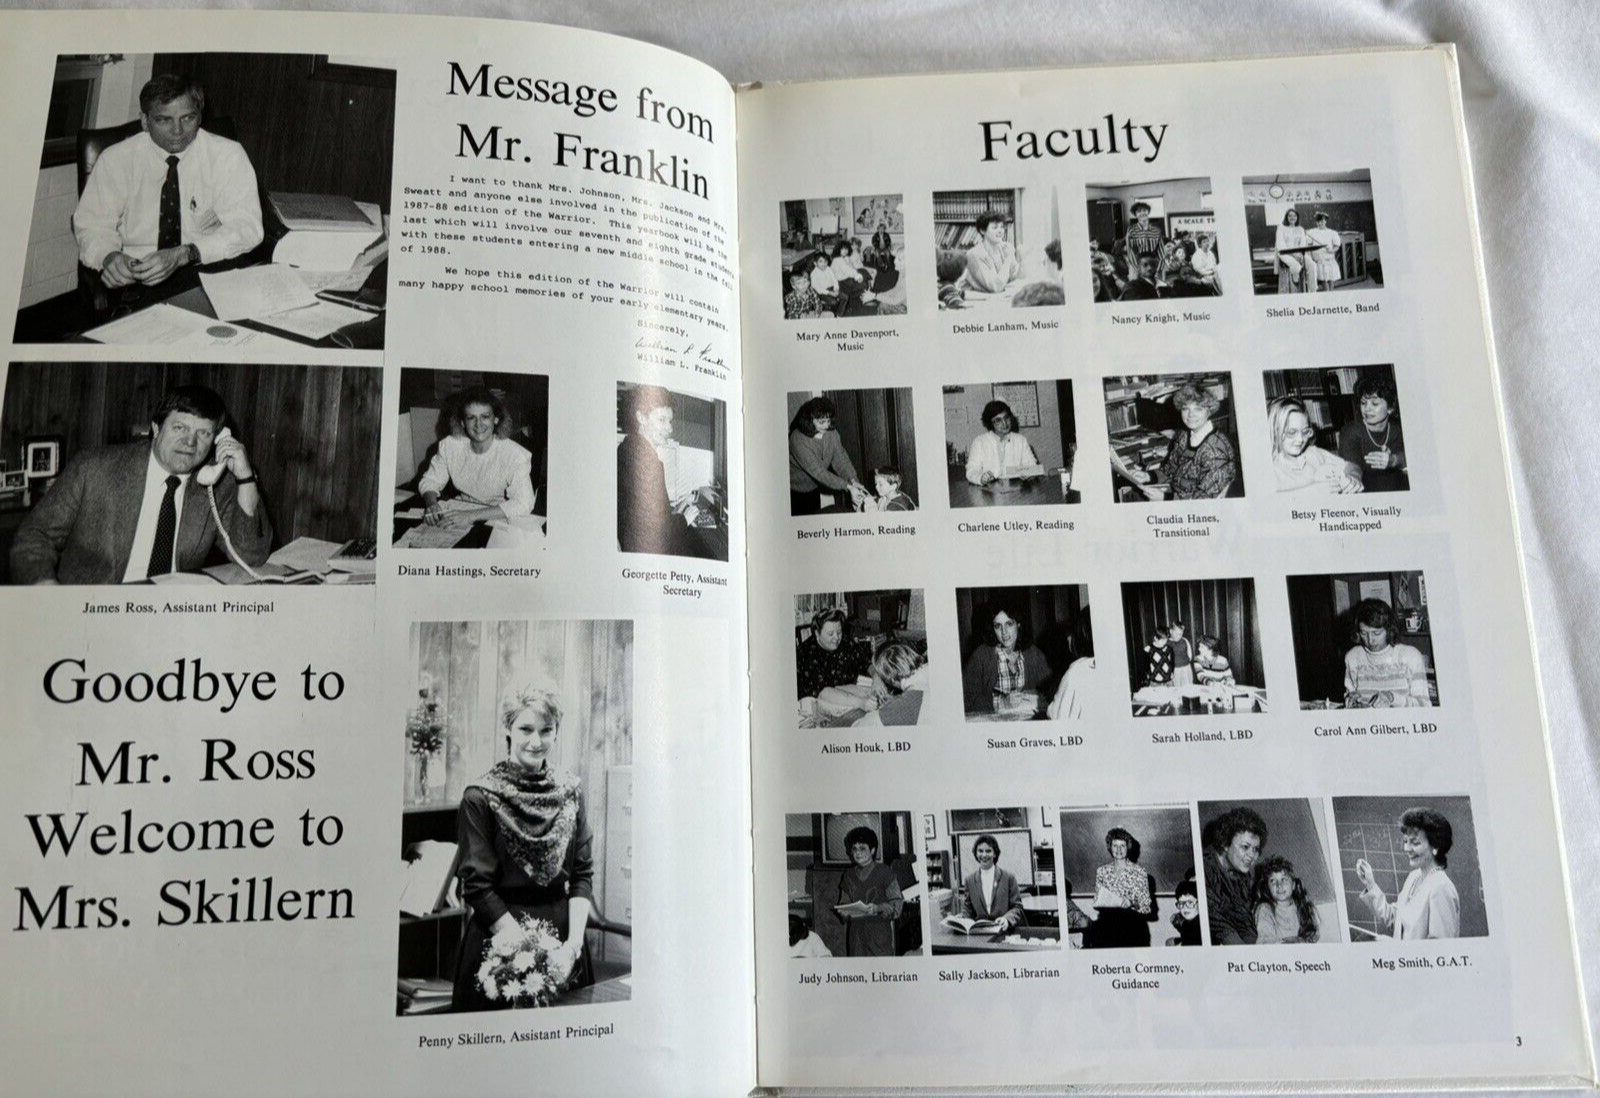 Message from
Mr. Franklin
I want to thank Mrs. Johnson, Mrs. Jackson and Mrs.
Sweatt and anyone else involved in the publication of the
1987-88 edition of the Warrior. This yearbook will be the
last which will involve our seventh and eighth grade students
with these students entering a new middle school in the fall
of 1988.
We hope this edition of the Warrior will contain
many happy school memories of your early elementary years.
Sincerely,
William L. Franklin
William L. Franklin
James Ross, Assistant Principal
Diana Hastings, Secretary
Georgette Petty, Assistant
Secretary
Goodbye to
Mr. Ross
Welcome to
Mrs. Skillern
Penny Skillern, Assistant Principal
Faculty
A SCALE TR
Mary Anne Davenport,
Music
Debbie Lanham, Music
Nancy Knight, Music
Shelia DeJarnette, Band
Beverly Harmon, Reading
Charlene Utley, Reading
Claudia Hanes,
Transitional
Betsy Fleenor, Visually
Handicapped
Alison Houk, LBD
Susan Graves, LBD
Sarah Holland, LBD
Carol Ann Gilbert, LBD
Judy Johnson, Librarian
Sally Jackson, Librarian
Roberta Cormney,
Guidance
Pat Clayton, Speech
Meg Smith, G.A.T.
3